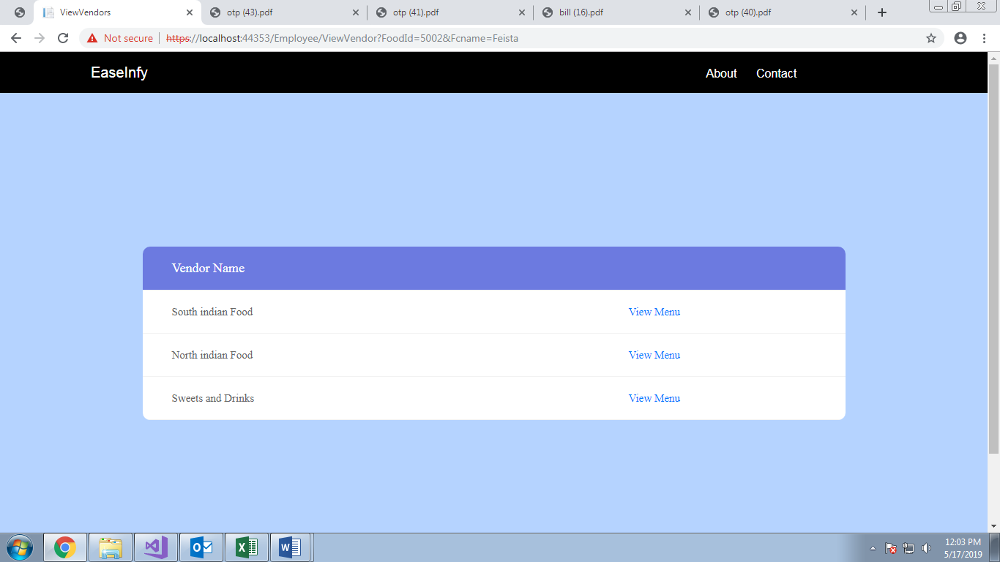 ViewVendors
otp (43).pdf
otp (41).pdf
bill (16).pdf
otp (40).pdf
Not secure https://localhost:44353/Employee/ViewVendor?FoodId=5002&Fcname=Feista
EaseInfy
About
Contact
Vendor Name
South indian Food
View Menu
North indian Food
View Menu
Sweets and Drinks
View Menu
12:03 PM
5/17/2019